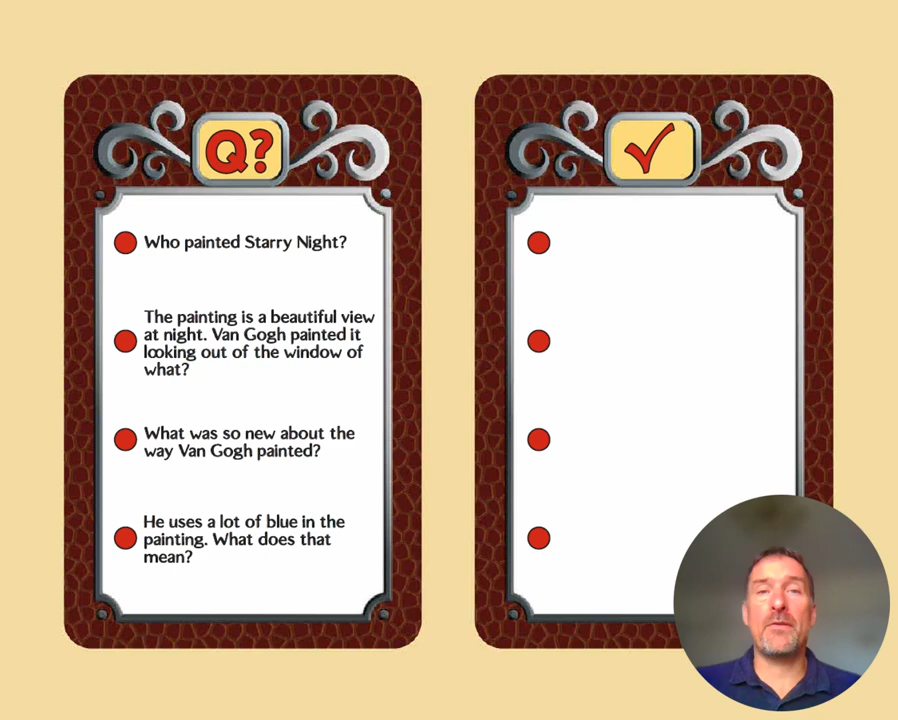 Q?
Who painted Starry Night?
The painting is a beautiful view
at night. Van Gogh painted it
looking out of the window of
what?
What was so new about the
way Van Gogh painted?
He uses a lot of blue in the
painting. What does that
mean?